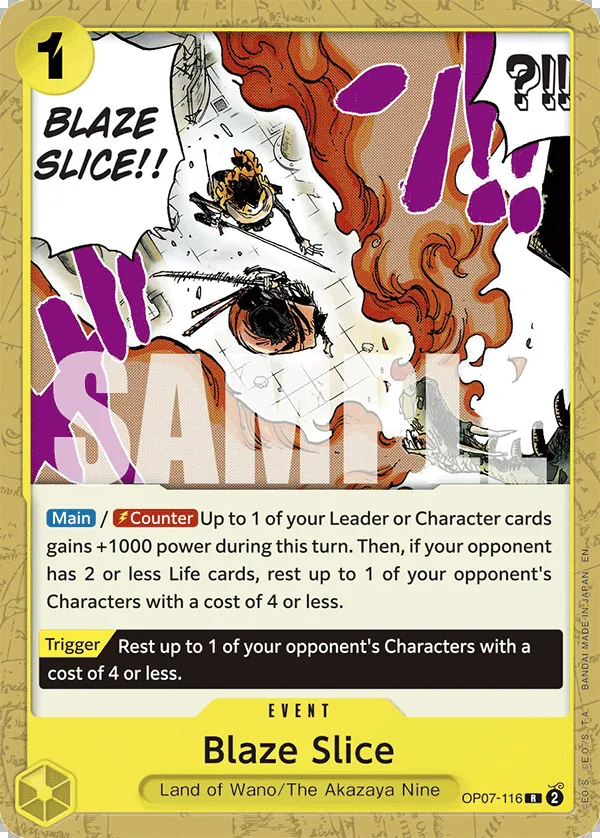 1
BLAZE
SLICE!!
?!!
SAMPLE
Main / Counter Up to 1 of your Leader or Character cards
gains +1000 power during this turn. Then, if your opponent
has 2 or less Life cards, rest up to 1 of your opponent's
Characters with a cost of 4 or less.
Trigger Rest up to 1 of your opponent's Characters with a
cost of 4 or less.
EVENT
Blaze Slice
Land of Wano/The Akazaya Nine
OP07-116 R 2
BANDAI MADE IN JAPAN EN